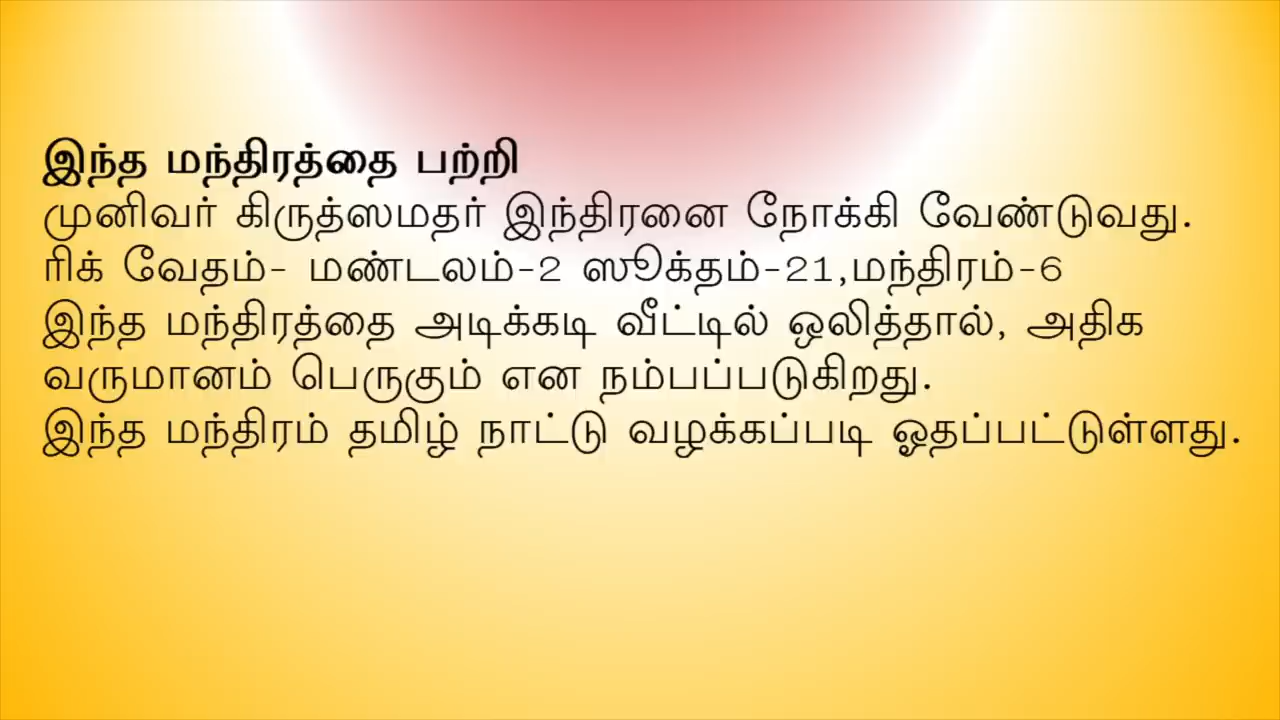 இந்த மந்திரத்தை பற்றி
முனிவர் கிருத்ஸமதர் இந்திரனை நோக்கி வேண்டுவது.
ரிக் வேதம்- மண்டலம்-2 ஸூக்தம்-21,மந்திரம்-6
இந்த மந்திரத்தை அடிக்கடி வீட்டில் ஒலித்தால், அதிக
வருமானம் பெருகும் என நம்பப்படுகிறது.
இந்த மந்திரம் தமிழ் நாட்டு வழக்கப்படி ஓதப்பட்டுள்ளது.